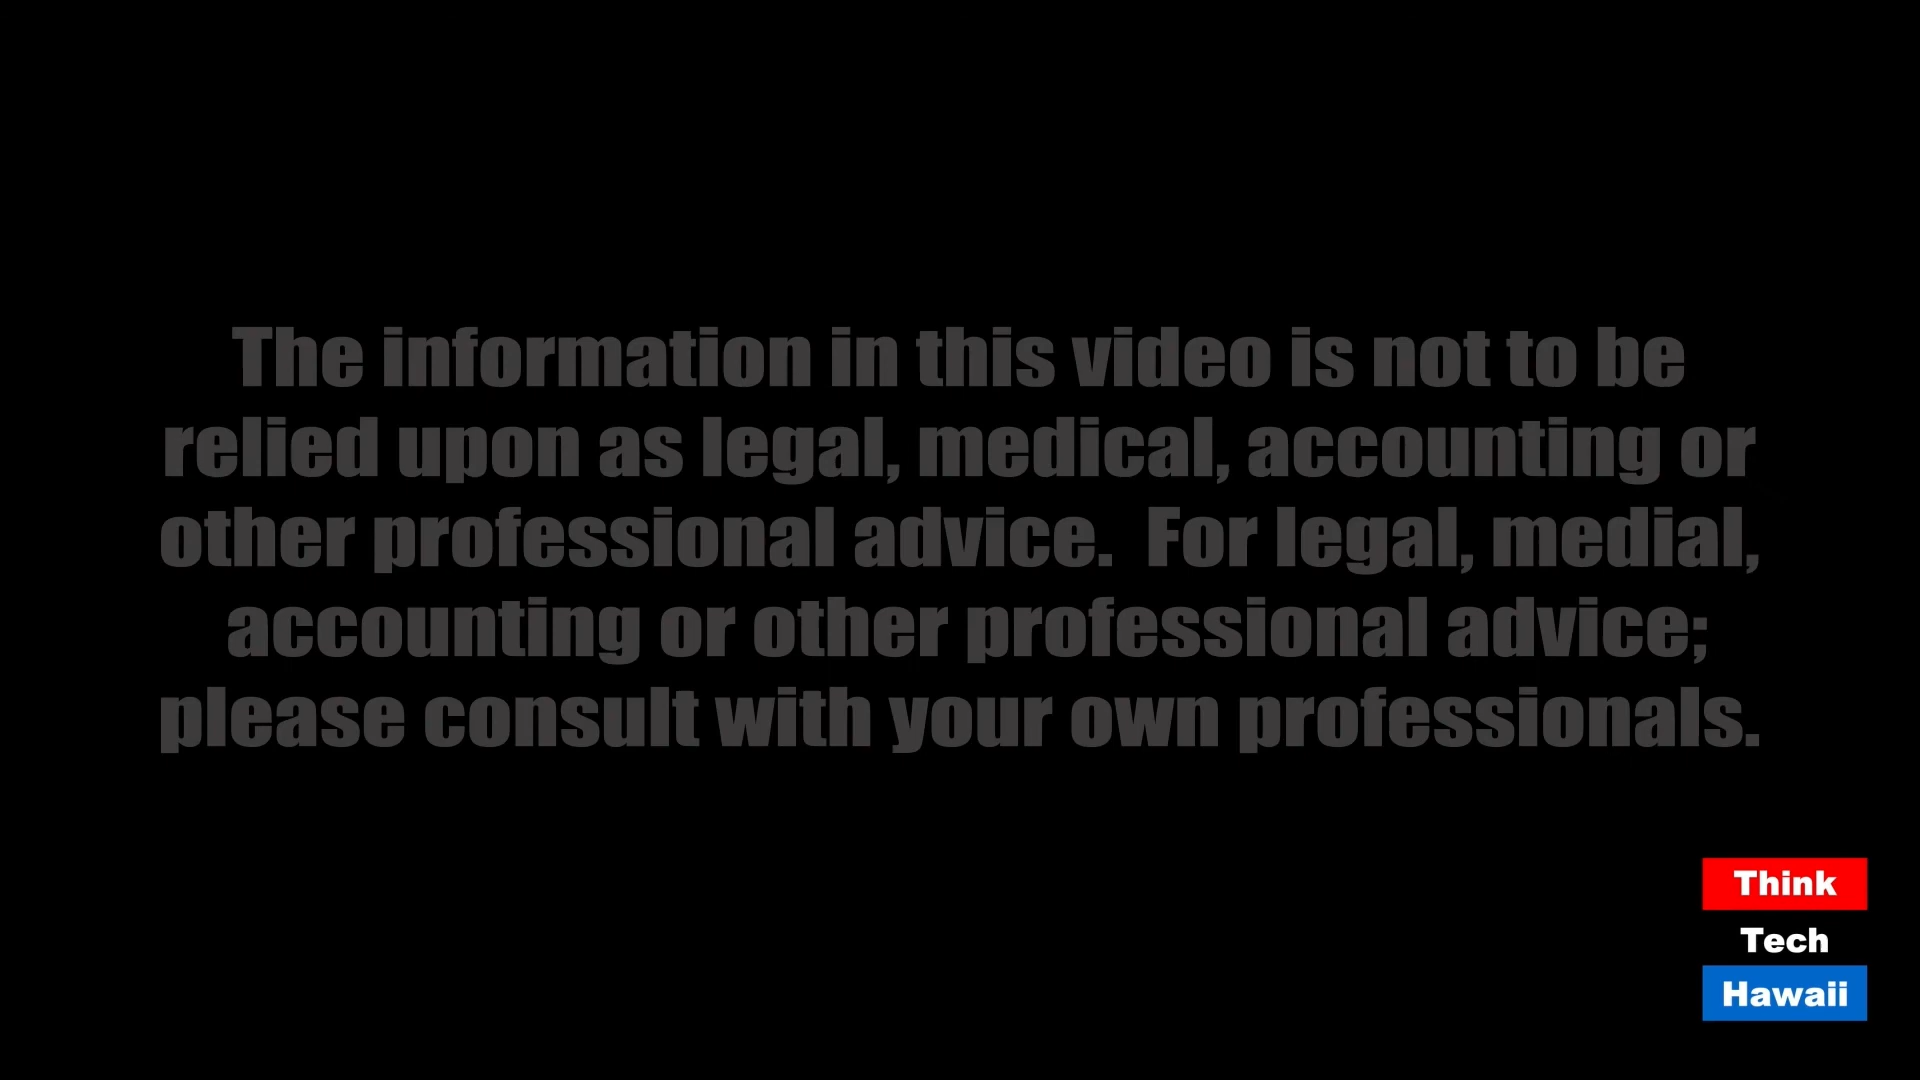 The information in this video is not to be
relied upon as legal, medical, accounting or
other professional advice.  For legal, medial,
accounting or other professional advice;
please consult with your own professionals.
Think
Tech
Hawaii